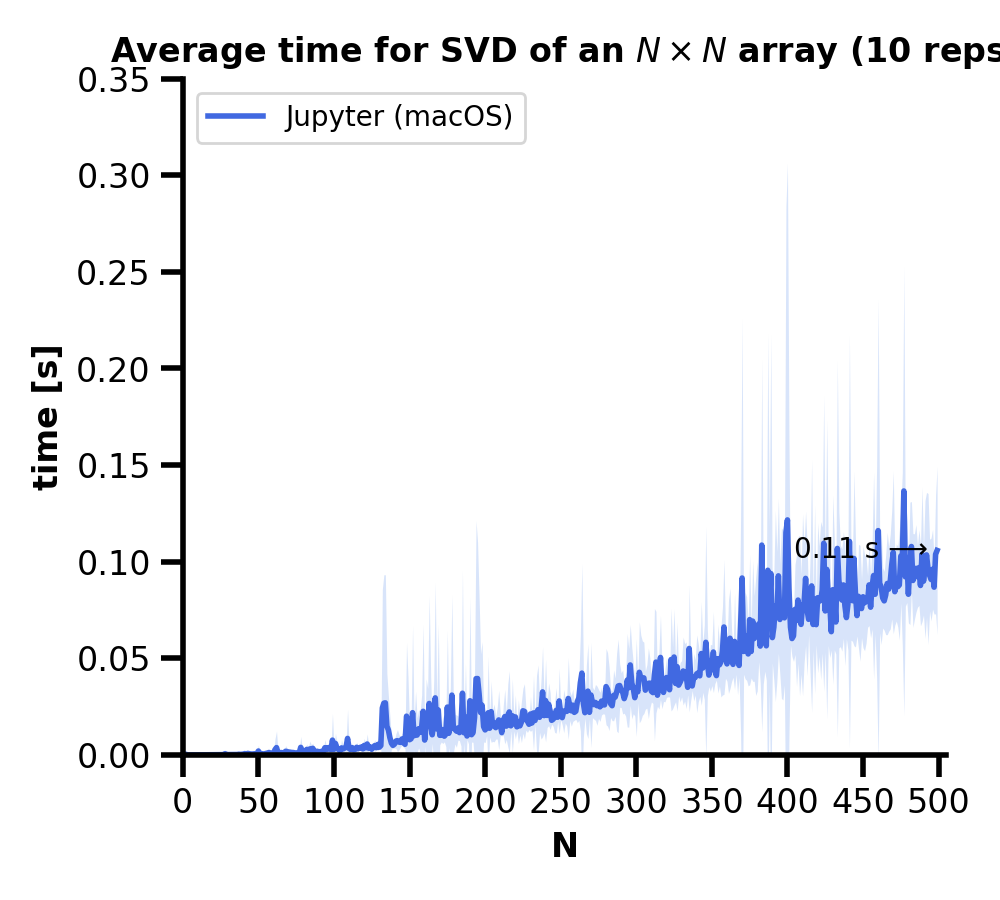 Average time for SVD of an N × N array (10 reps
0.35
Jupyter (macOS)
0.30
0.25
0.20
0.15
0.11 s ⟶
0.10
0.05
0.00
time [s]
0 50 100 150 200 250 300 350 400 450 500
N